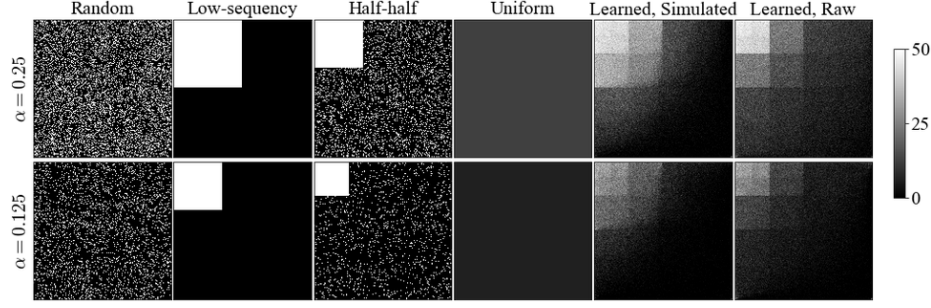 Random Low-sequency Half-half Uniform Learned, Simulated Learned, Raw
α = 0.25
50
25
0
α = 0.125